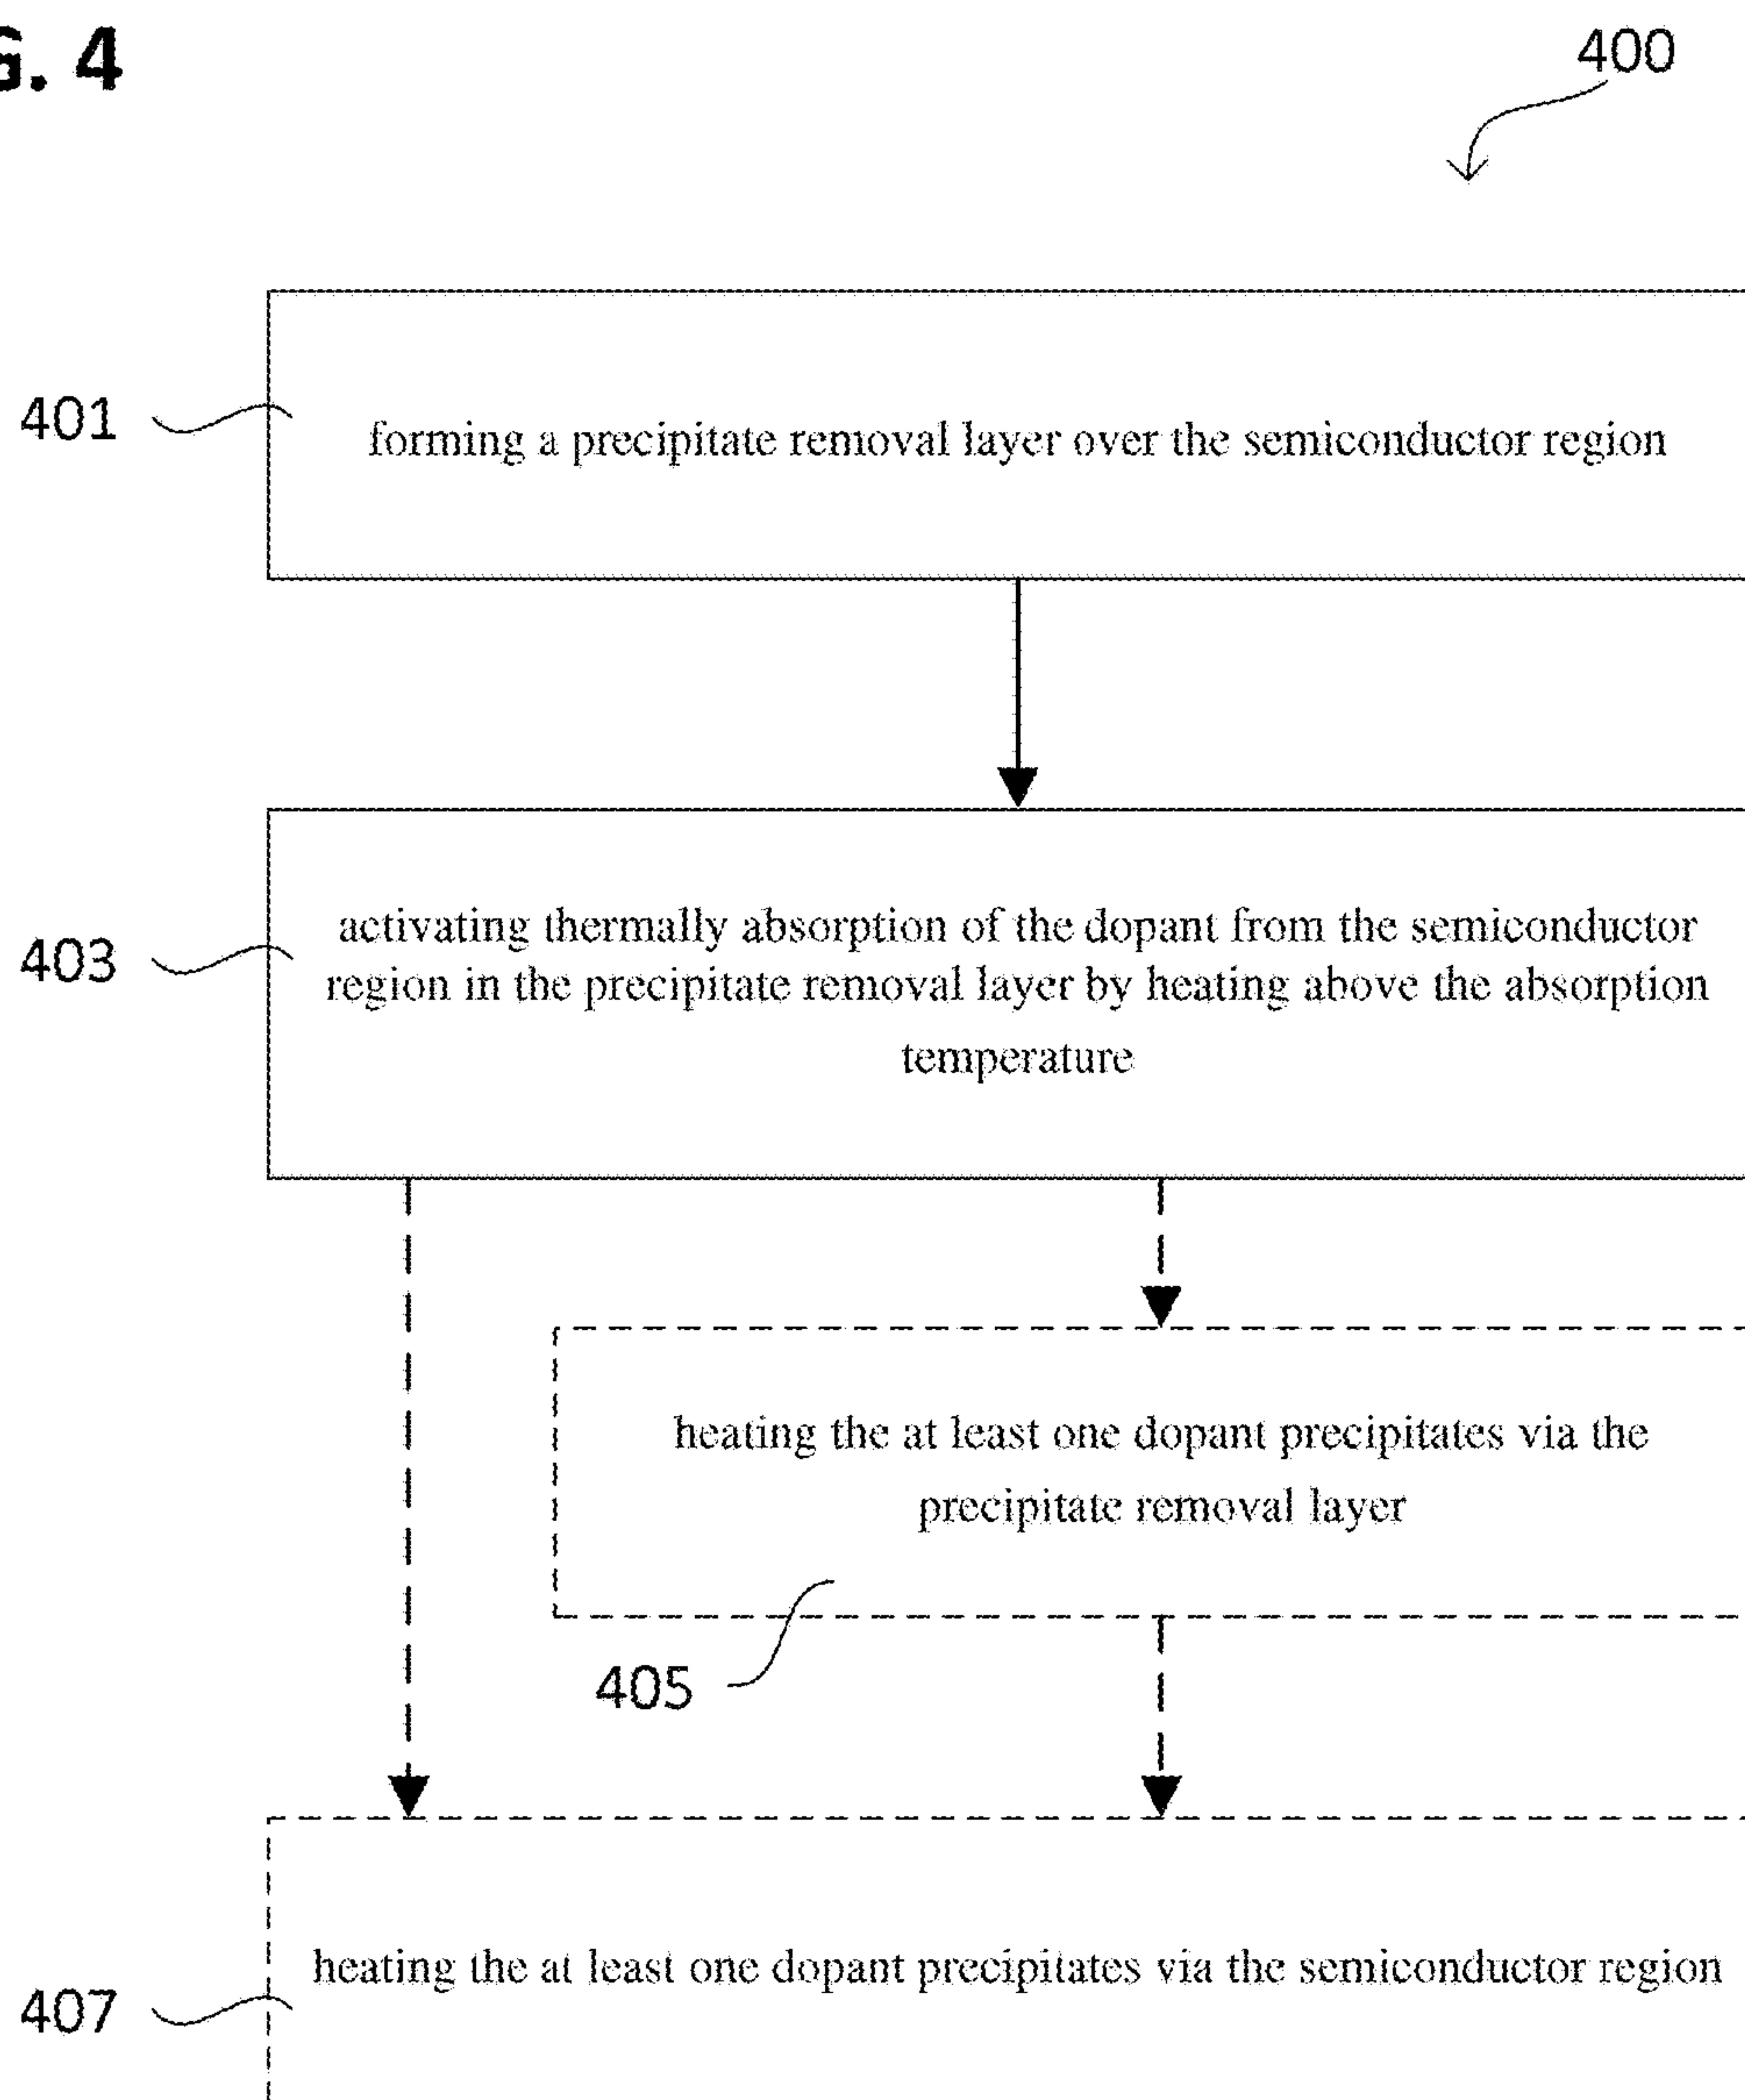 G. 4
400
401
forming a precipitate removal layer over the semiconductor region
403
activating thermally absorption of the dopant from the semiconductor
region in the precipitate removal layer by heating above the absorption
temperature
heating the at least one dopant precipitates via the
precipitate removal layer
405
407
heating the at least one dopant precipitates via the semiconductor region